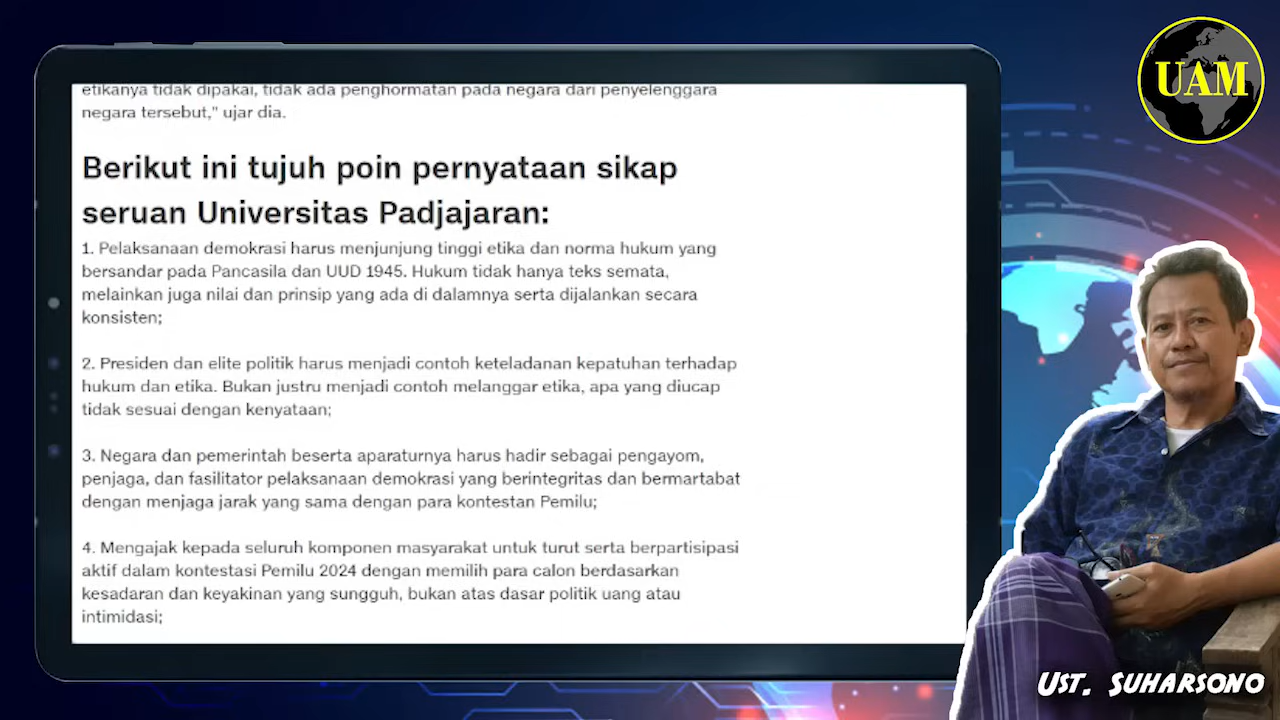 etikanya tidak dipakai, tidak ada penghormatan pada negara dari penyelenggara
negara tersebut," ujar dia.
Berikut ini tujuh poin pernyataan sikap
seruan Universitas Padjajaran:
1. Pelaksanaan demokrasi harus menjunjung tinggi etika dan norma hukum yang
bersandar pada Pancasila dan UUD 1945. Hukum tidak hanya teks semata,
melainkan juga nilai dan prinsip yang ada di dalamnya serta dijalankan secara
konsisten;
2. Presiden dan elite politik harus menjadi contoh keteladanan kepatuhan terhadap
hukum dan etika. Bukan justru menjadi contoh melanggar etika, apa yang diucap
tidak sesuai dengan kenyataan;
3. Negara dan pemerintah beserta aparaturnya harus hadir sebagai pengayom,
penjaga, dan fasilitator pelaksanaan demokrasi yang berintegritas dan bermartabat
dengan menjaga jarak yang sama dengan para kontestan Pemilu;
4. Mengajak kepada seluruh komponen masyarakat untuk turut serta berpartisipasi
aktif dalam kontestasi Pemilu 2024 dengan memilih para calon berdasarkan
kesadaran dan keyakinan yang sungguh, bukan atas dasar politik uang atau
intimidasi;
UAM
UST. SUHARSONO